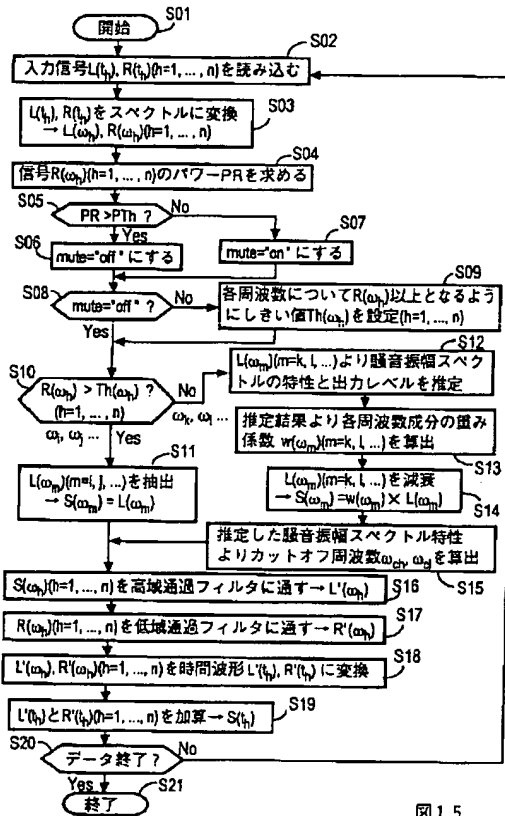 S01
開始
S02
入力信号L(th), R(th)(h=1, ... , n)を読み込む
S03
L(th), R(th)をスペクトルに変換
→ L(ωh), R(ωh)(h=1, ... , n)
S04
信号R(ωh)(h=1, ... , n)のパワーPRを求める
S05
PR >PTh ?
No
Yes
S06
mute="off" にする
S07
mute="on" にする
S08
mute="off" ?
No
Yes
S09
各周波数についてR(ωh)以上となるよう
にしきい値Th(ωh)を設定(h=1, ..., n)
S10
R(ωh) > Th(ωh) ?
(h=1, ... , n)
No
ωk, ωl ...
ωi, ωj ...
Yes
S12
L(ωm)(m=k, l, ...)より騒音振幅スペク
トルの特性と出力レベルを推定
推定結果より各周波数成分の重み
係数 w(ωm)(m=k, l, ...)を算出
S13
S11
L(ωm)(m=i, j, ...)を抽出
→ S(ωm) = L(ωm)
L(ωm)(m=k, l, ...)を減衰
→ S(ωm) =w(ωm) × L(ωm)
S14
推定した騒音振幅スペクトル特性
よりカットオフ周波数ωch, ωclを算出
S15
S16
S(ωh)(h=1, ..., n)を高域通過フィルタに通す→ L'(ωh)
S17
R(ωh)(h=1, ..., n)を低域通過フィルタに通す→ R'(ωh)
S18
L'(ωh), R'(ωh)(h=1, ..., n)を時間波形 L'(th), R'(th) に変換
S19
L'(th)とR'(th)(h=1, ..., n)を加算→ S(th)
S20
データ終了?
No
Yes
S21
終了
図1.5